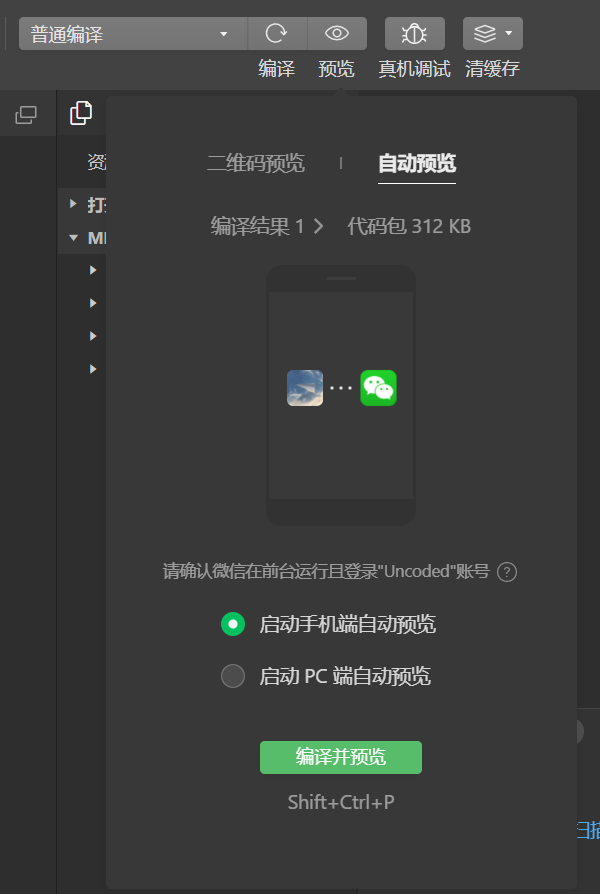 普通编译
编译 预览 真机调试 清缓存
二维码预览 自动预览
编译结果 1 代码包 312 KB
打
请确认微信在前台运行且登录"Uncoded"账号 ?
启动手机端自动预览
启动 PC 端自动预览
编译并预览
Shift+Ctrl+P
扫描